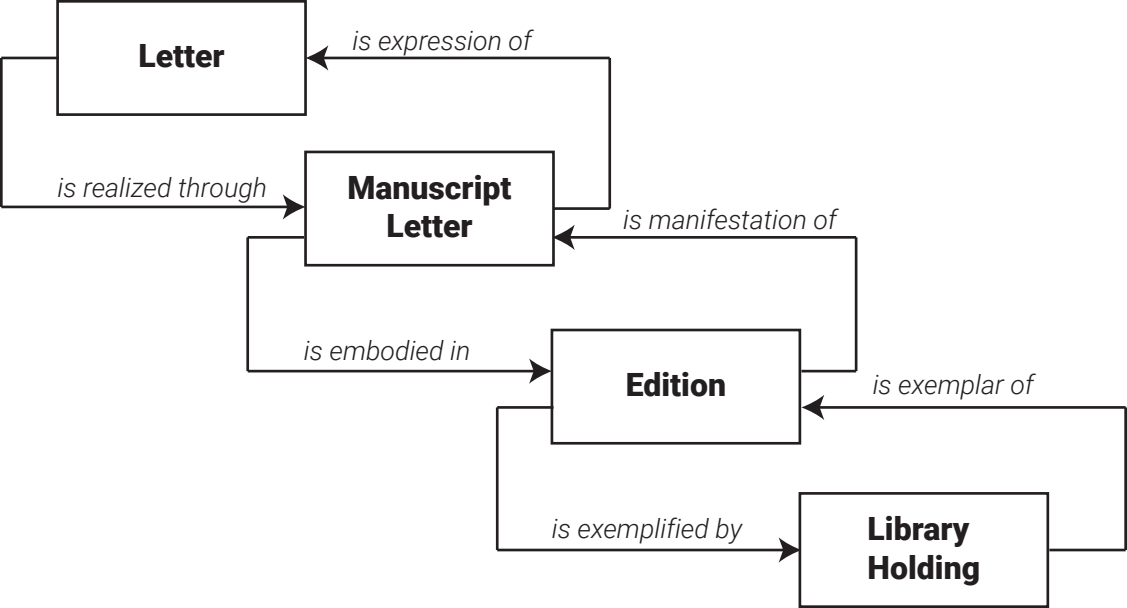 Letter
is expression of
is realized through
Manuscript
Letter
is manifestation of
is embodied in
Edition
is exemplar of
is exemplified by
Library
Holding